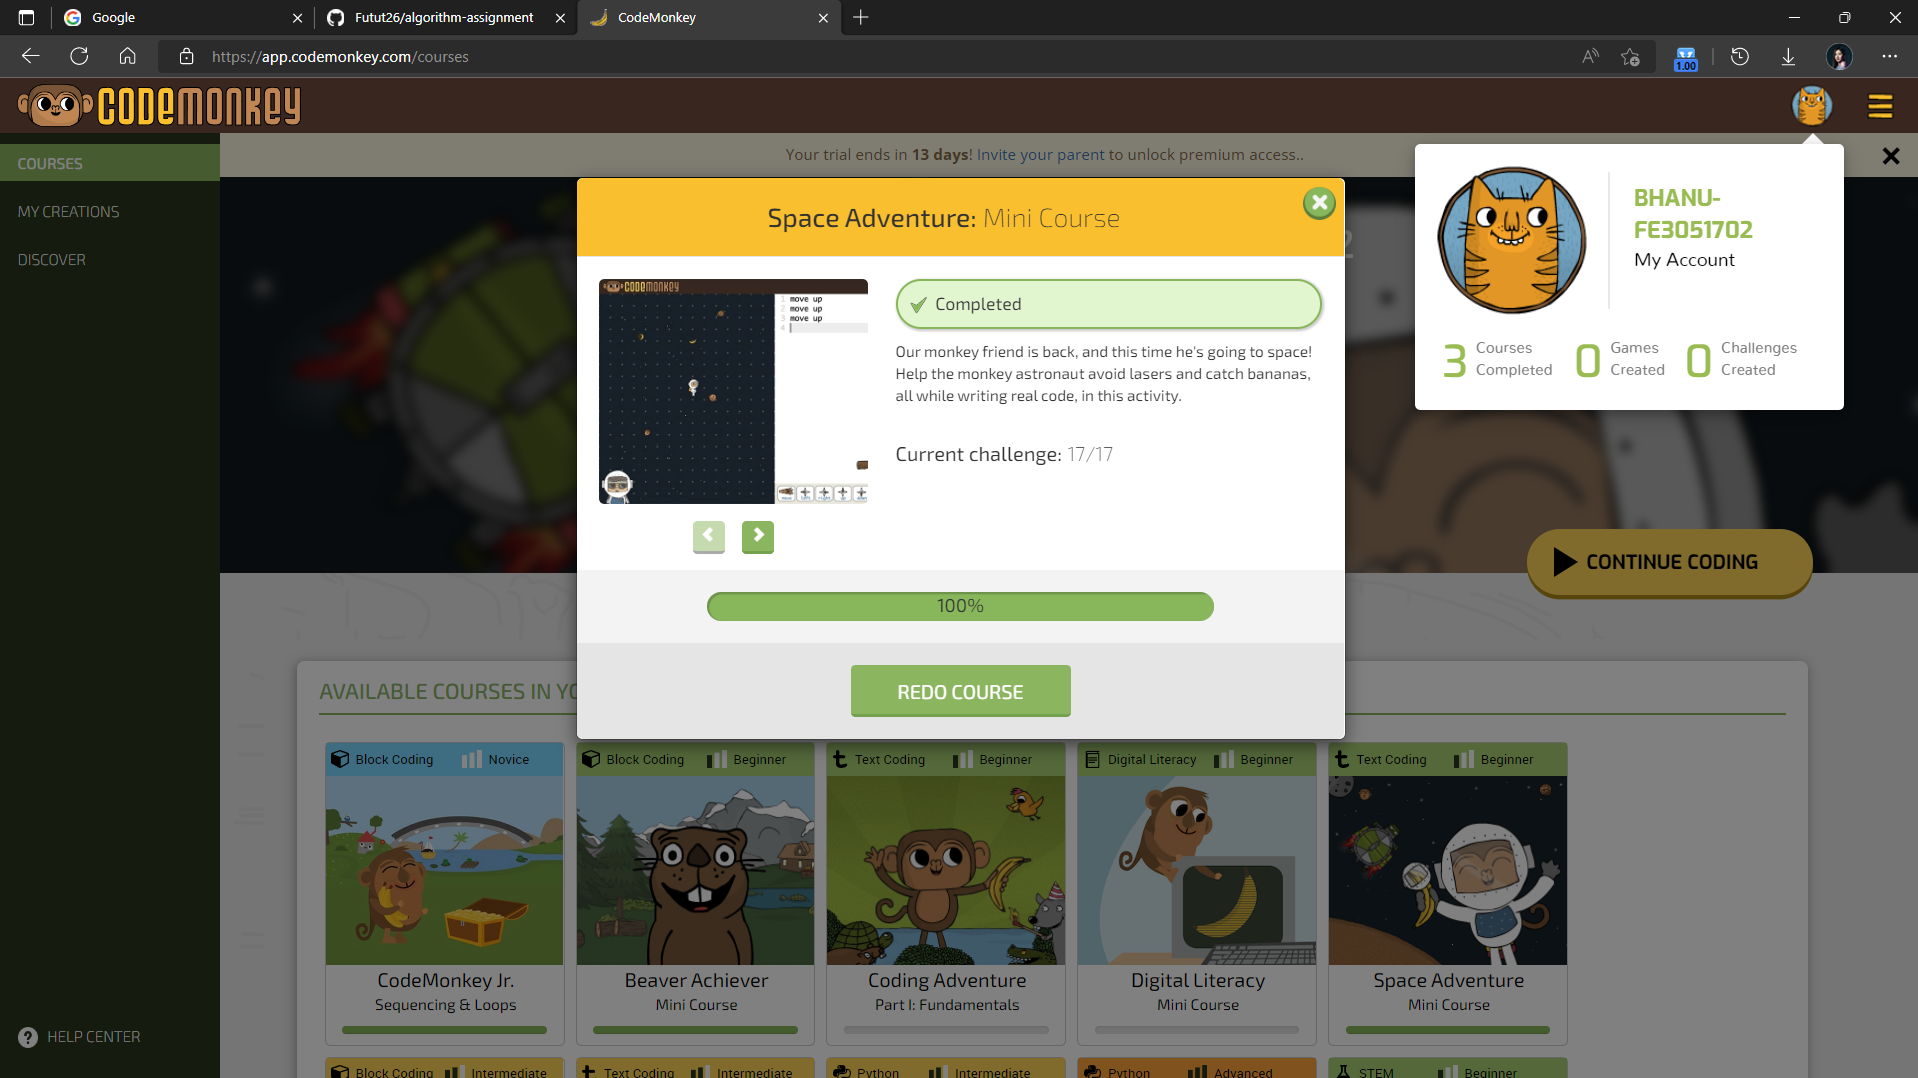 Google
Futut26/algorithm-assignment
CodeMonkey
https://app.codemonkey.com/courses
1.00
CODEMONKEY
COURSES
MY CREATIONS
DISCOVER
HELP CENTER
Your trial ends in 13 days! Invite your parent to unlock premium access..
BHANU-
FE3051702
My Account
3 Courses Completed
0 Games Created
0 Challenges Created
Space Adventure: Mini Course
CODEMONKEY
1 move up
2 move up
3 move up
4
Completed
Our monkey friend is back, and this time he's going to space!
Help the monkey astronaut avoid lasers and catch bananas,
all while writing real code, in this activity.
Current challenge: 17/17
100%
REDO COURSE
CONTINUE CODING
AVAILABLE COURSES IN YO
Block Coding Novice
CodeMonkey Jr.
Sequencing & Loops
Block Coding Beginner
Beaver Achiever
Mini Course
Text Coding Beginner
Coding Adventure
Part I: Fundamentals
Digital Literacy Beginner
Digital Literacy
Mini Course
Text Coding Beginner
Space Adventure
Mini Course
Block Coding Intermediate
Text Coding Intermediate
Python Intermediate
Python Advanced
STEM Beginner